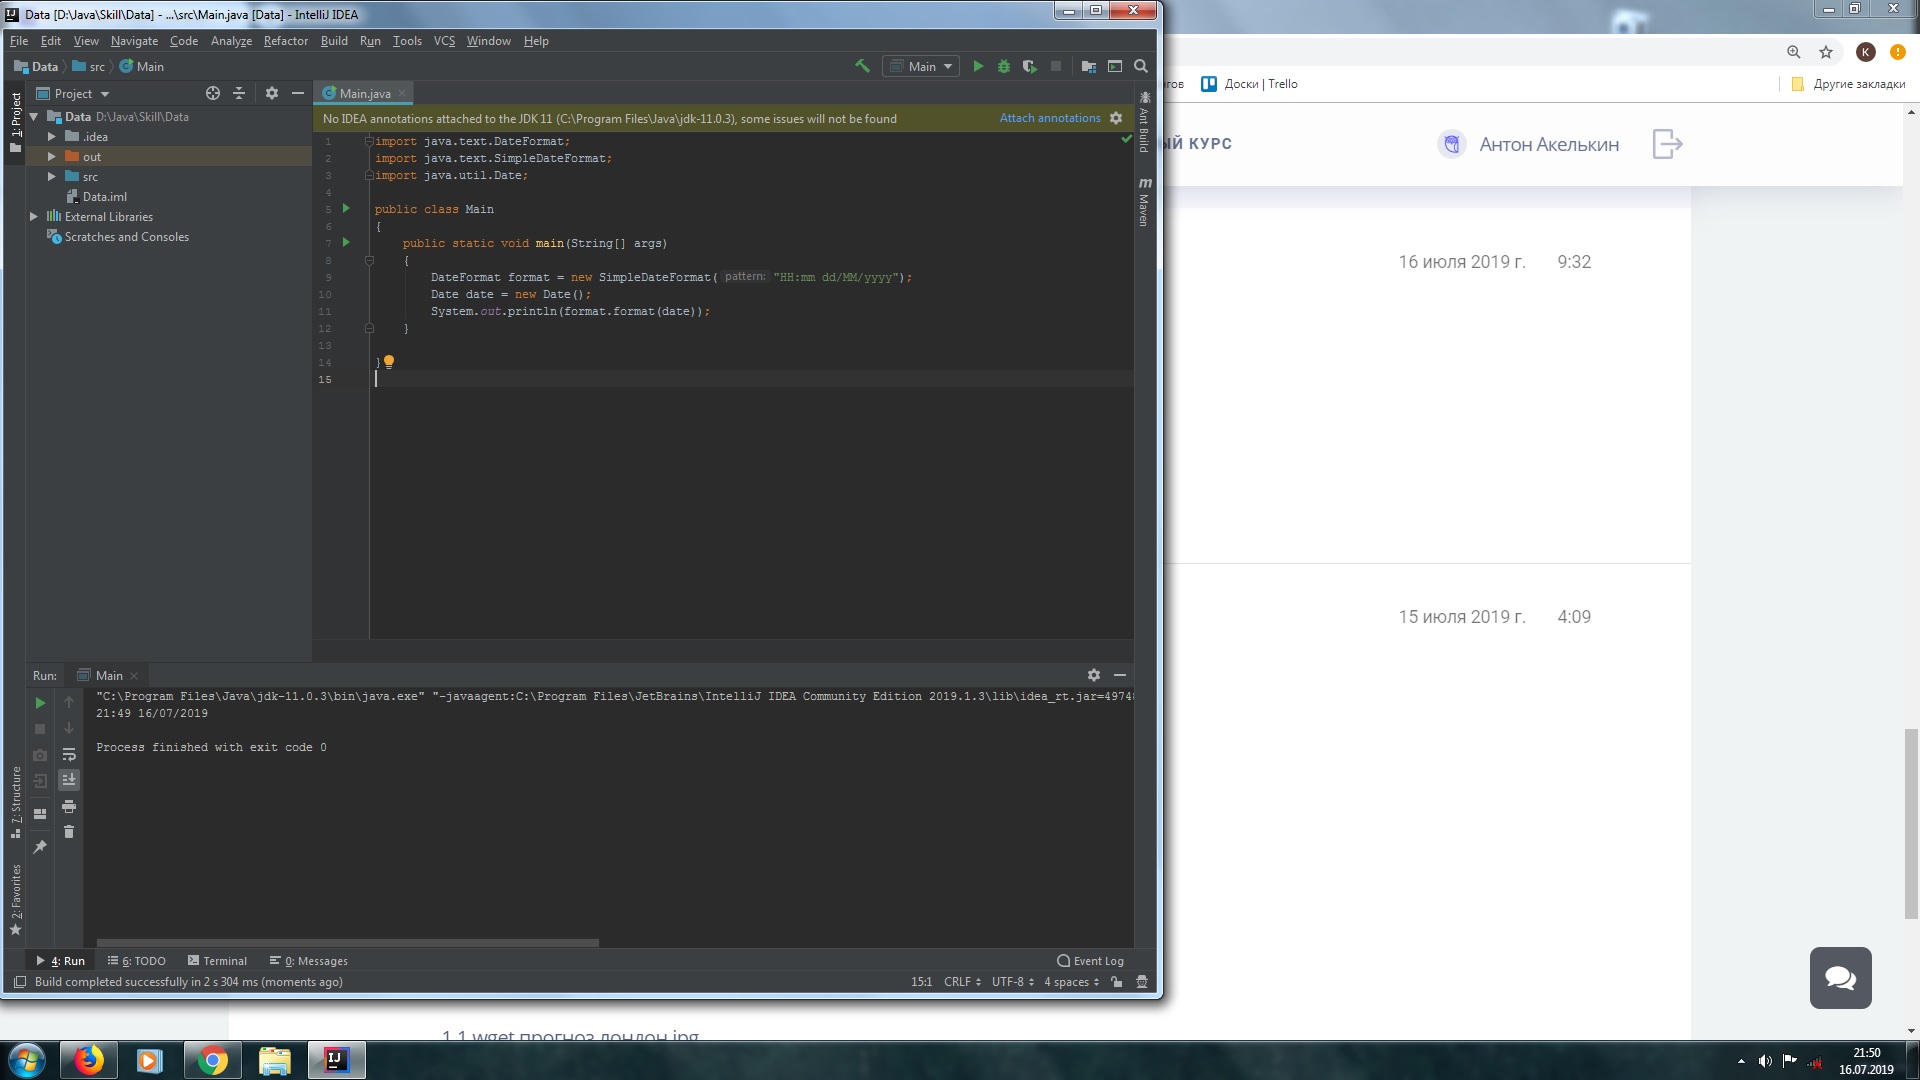 Data [D:\Java\Skill\Data] - ...\src\Main.java [Data] - IntelliJ IDEA
File Edit View Navigate Code Analyze Refactor Build Run Tools VCS Window Help
Data src Main
Main
Project
Main.java
1: Project
Data D:\Java\Skill\Data
.idea
out
src
Data.iml
External Libraries
Scratches and Consoles
No IDEA annotations attached to the JDK 11 (C:\Program Files\Java\jdk-11.0.3), some issues will not be found
Attach annotations
1 import java.text.DateFormat;
2 import java.text.SimpleDateFormat;
3 import java.util.Date;
4
5 public class Main
6 {
7 public static void main(String[] args)
8 {
9 DateFormat format = new SimpleDateFormat( pattern: "HH:mm dd/MM/yyyy");
10 Date date = new Date();
11 System.out.println(format.format(date));
12 }
13
14 }
15
Ant Build
Maven
Run: Main
"C:\Program Files\Java\jdk-11.0.3\bin\java.exe" "-javaagent:C:\Program Files\JetBrains\IntelliJ IDEA Community Edition 2019.1.3\lib\idea_rt.jar=4974
21:49 16/07/2019
Process finished with exit code 0
7: Structure
2: Favorites
4: Run 6: TODO Terminal 0: Messages
Event Log
Build completed successfully in 2 s 304 ms (moments ago)
15:1 CRLF UTF-8 4 spaces
гов Доски | Trello
Другие закладки
ЫЙ КУРС
Антон Акелькин
16 июля 2019 г. 9:32
15 июля 2019 г. 4:09
1.1 wget прогноз лондон.jpg
21:50
16.07.2019